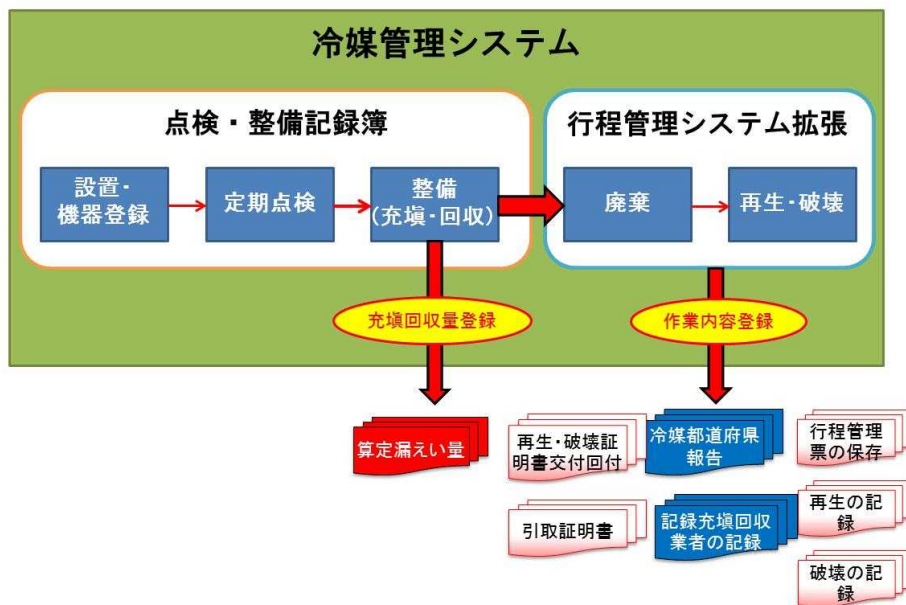 冷媒管理システム
点検・整備記録簿
行程管理システム拡張
設置・
機器登録
定期点検
整備
(充塡・回収)
廃棄
再生・破壊
充塡回収量登録
作業内容登録
算定漏えい量
再生・破壊証
明書交付回付
冷媒都道府県
報告
行程管理
票の保存
引取証明書
記録充塡回収
業者の記録
再生の記
録
破壊の記
録